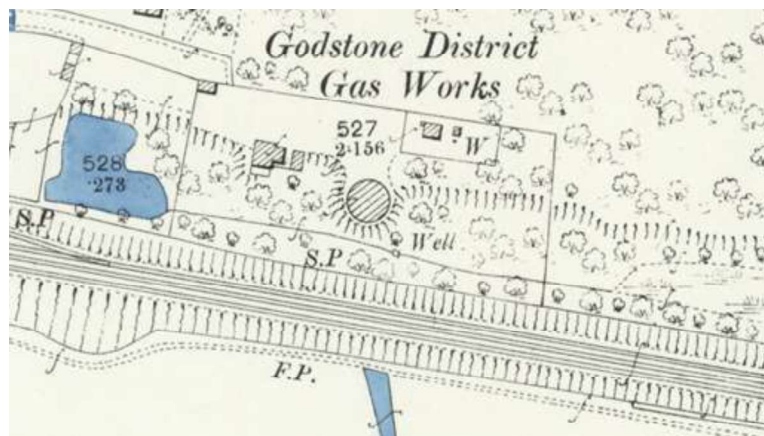 Godstone District
Gas Works
527
2·156
W
528
·273
Well
S.P
S.P
F.P.